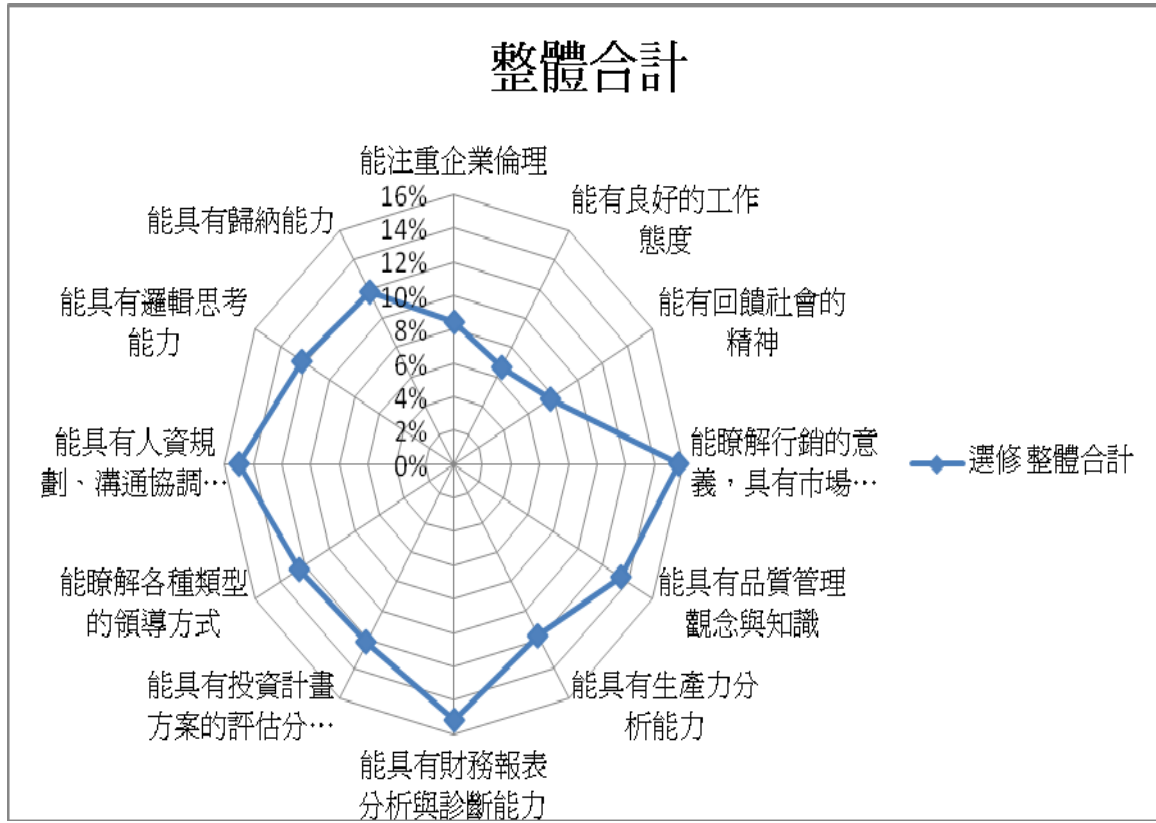 整體合計
能注重企業倫理
能有良好的工作
態度
能有回饋社會的
精神
能瞭解行銷的意
義，具有市場…
能具有品質管理
觀念與知識
能具有生產力分
析能力
能具有財務報表
分析與診斷能力
能具有投資計畫
方案的評估分…
能瞭解各種類型
的領導方式
能具有人資規
劃、溝通協調…
能具有邏輯思考
能力
能具有歸納能力
16%
14%
12%
10%
8%
6%
4%
2%
0%
選修 整體合計